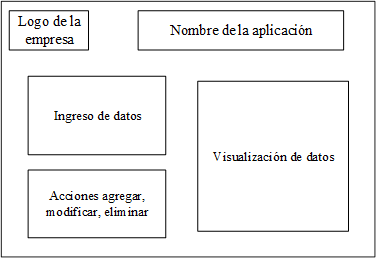 Logo de la
empresa
Nombre de la aplicación
Ingreso de datos
Visualización de datos
Acciones agregar,
modificar, eliminar